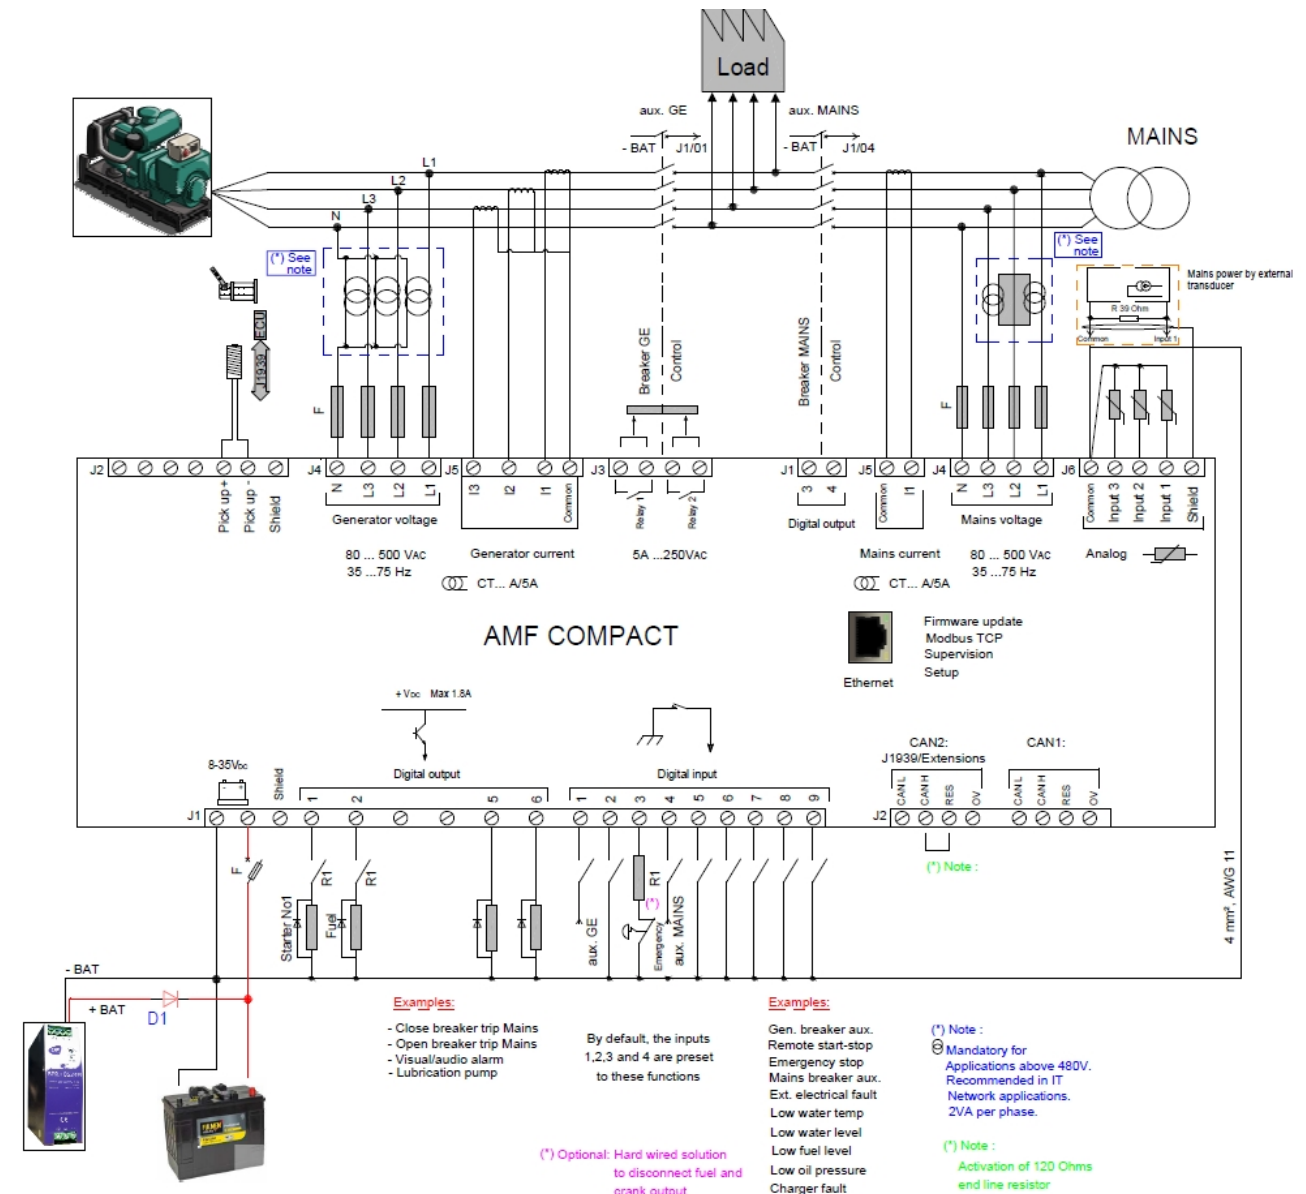 Load
aux. GE
aux. MAINS
- BAT
J1/01
- BAT
J1/04
MAINS
L1
L2
L3
N
(*) See
note
(*) See
note
Mains power by external
transducer
R 39 Ohm
Common
Input 1
ECU
J1939
F
Breaker GE
Control
Breaker MAINS
Control
F
J2
J4
J5
J3
J1
J5
J4
J6
Pick up+
Pick up -
Shield
N
L3
L2
L1
Generator voltage
I3
I2
I1
Common
Relay 1
Relay 2
3
4
Digital output
Common
I1
N
L3
L2
L1
Mains voltage
Common
Input 3
Input 2
Input 1
Shield
80 ... 500 VAC
35 ...75 Hz
Generator current
CT... A/5A
5A ...250VAC
Mains current
CT... A/5A
80 ... 500 VAC
35 ...75 Hz
Analog
AMF COMPACT
Ethernet
Firmware update
Modbus TCP
Supervision
Setup
+ VDC Max 1.8A
8-35VDC
Shield
Digital output
Digital input
CAN2:
J1939/Extensions
CAN1:
J1
1
2
5
6
1
2
3
4
5
6
7
8
9
J2
CAN L
CAN H
RES
OV
CAN L
CAN H
RES
OV
(*) Note :
F
R1
R1
R1
(*)
Starter No1
Fuel
aux. GE
Emergency
aux. MAINS
4 mm², AWG 11
- BAT
+ BAT
D1
Examples:
- Close breaker trip Mains
- Open breaker trip Mains
- Visual/audio alarm
- Lubrication pump
By default, the inputs
1,2,3 and 4 are preset
to these functions
Examples:
Gen. breaker aux.
Remote start-stop
Emergency stop
Mains breaker aux.
Ext. electrical fault
Low water temp
Low water level
Low fuel level
Low oil pressure
Charger fault
(*) Note :
Mandatory for
Applications above 480V.
Recommended in IT
Network applications.
2VA per phase.
(*) Note :
Activation of 120 Ohms
end line resistor
(*) Optional: Hard wired solution
to disconnect fuel and
crank output